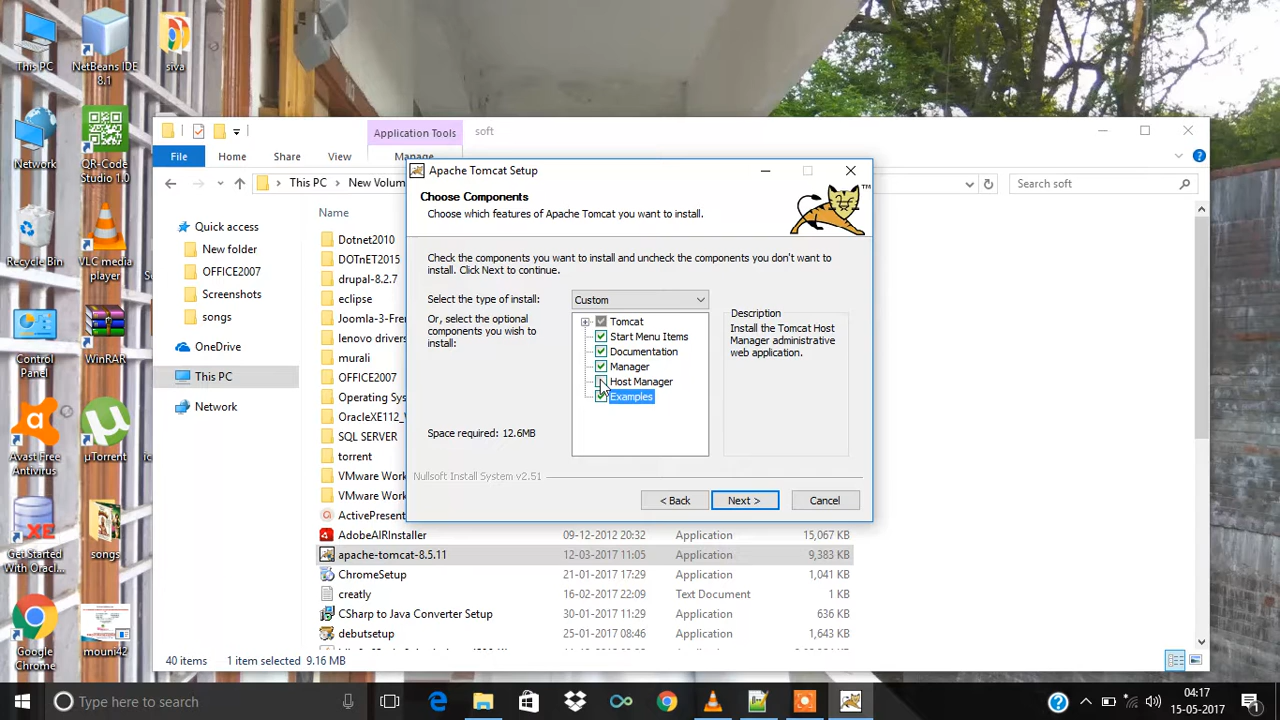 This PC
NetBeans IDE
8.1
siva
Network
QR-Code
Studio 1.0
Recycle Bin
VLC media
player
Control
Panel
WinRAR
Avast Free
Antivirus
µTorrent
Get Started
With Oracl...
songs
Google
Chrome
mouni42
Application Tools
soft
File
Home
Share
View
Manage
This PC
New Volum
Search soft
Quick access
New folder
OFFICE2007
Screenshots
songs
OneDrive
This PC
Network
Name
Dotnet2010
DOTnET2015
drupal-8.2.7
eclipse
Joomla-3-Fre
lenovo drivers
murali
OFFICE2007
Operating Sys
OracleXE112_
SQL SERVER
torrent
VMware Work
VMware Work
ActivePresent
AdobeAIRInstaller 09-12-2012 20:32 Application 15,067 KB
apache-tomcat-8.5.11 12-03-2017 11:05 Application 9,383 KB
ChromeSetup 21-01-2017 17:29 Application 1,041 KB
creatly 16-02-2017 22:09 Text Document 1 KB
CSharp to Java Converter Setup 30-01-2017 11:29 Application 636 KB
debutsetup 25-01-2017 08:46 Application 1,643 KB
40 items 1 item selected 9.16 MB
Apache Tomcat Setup
Choose Components
Choose which features of Apache Tomcat you want to install.
TM
Check the components you want to install and uncheck the components you don't want to
install. Click Next to continue.
Select the type of install:
Custom
Or, select the optional
components you wish to
install:
Tomcat
Start Menu Items
Documentation
Manager
Host Manager
Examples
Description
Install the Tomcat Host
Manager administrative
web application.
Space required: 12.6MB
Nullsoft Install System v2.51
< Back
Next >
Cancel
Type here to search
04:17
15-05-2017
1